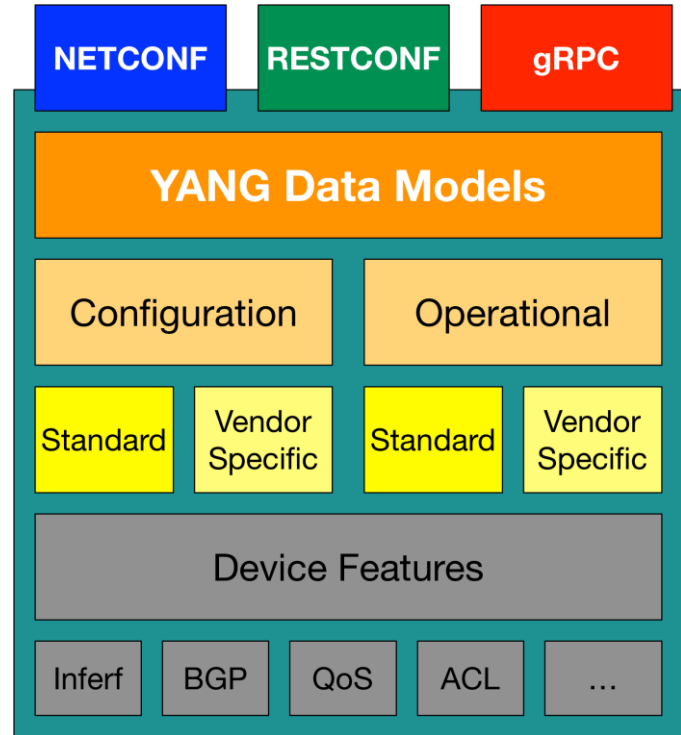 NETCONF RESTCONF gRPC
YANG Data Models
Configuration Operational
Standard
Vendor
Specific
Standard
Vendor
Specific
Device Features
Inferf BGP QoS ACL ...